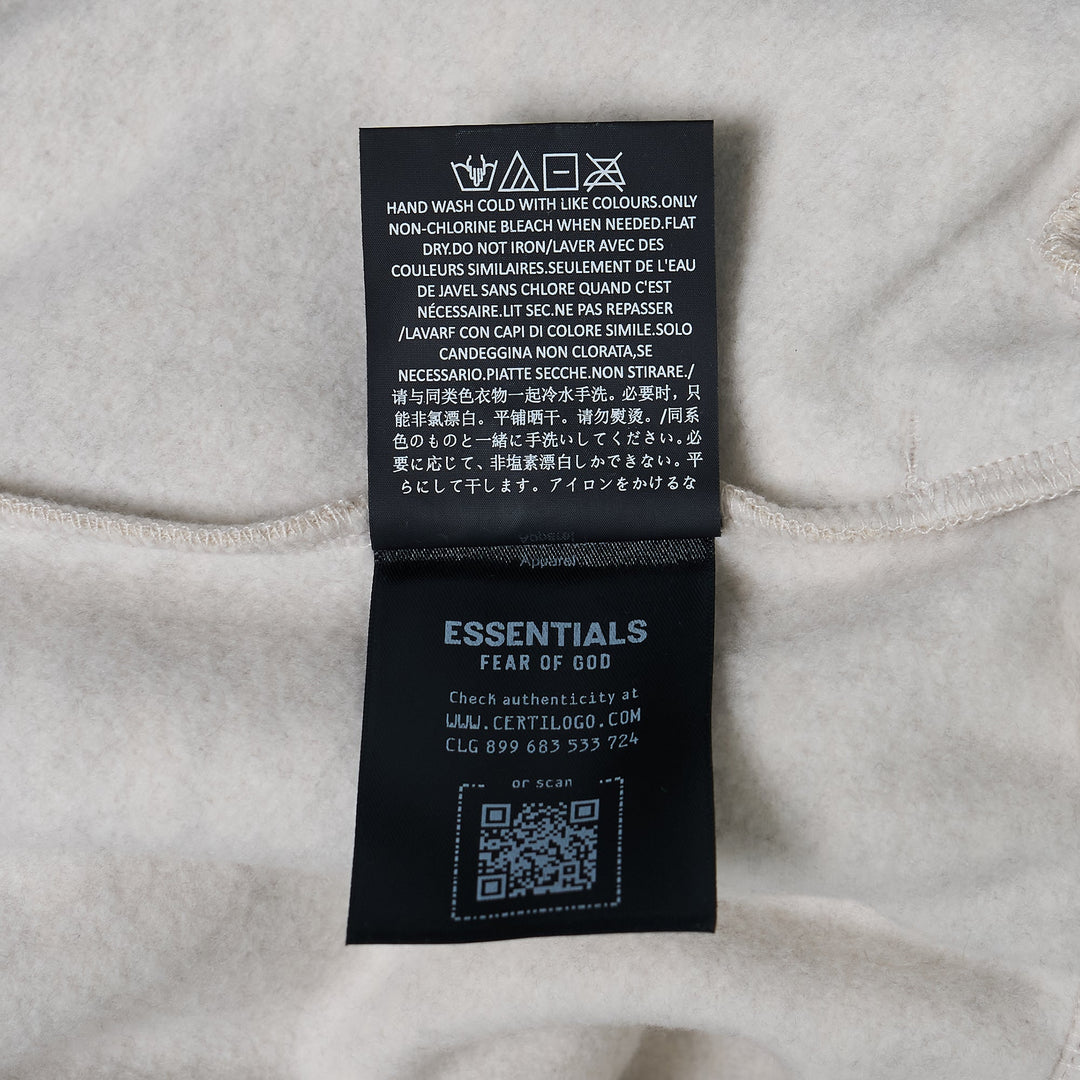 HAND WASH COLD WITH LIKE COLOURS.ONLY
NON-CHLORINE BLEACH WHEN NEEDED.FLAT
DRY.DO NOT IRON/LAVER AVEC DES
COULEURS SIMILAIRES.SEULEMENT DE L'EAU
DE JAVEL SANS CHLORE QUAND C'EST
NÉCESSAIRE.LIT SEC.NE PAS REPASSER
/LAVARF CON CAPI DI COLORE SIMILE.SOLO
CANDEGGINA NON CLORATA,SE
NECESSARIO.PIATTE SECCHE.NON STIRARE./
请与同类色衣物一起冷水手洗。必要时，只
能非氯漂白。平铺晒干。请勿熨烫。/同系
色のものと一緒に手洗いしてください。必
要に応じて、非塩素漂白しかできない。平
らにして干します。アイロンをかけるな
Apparel
ESSENTIALS
FEAR OF GOD
Check authenticity at
WWW.CERTILOGO.COM
CLG 899 683 533 724
or scan